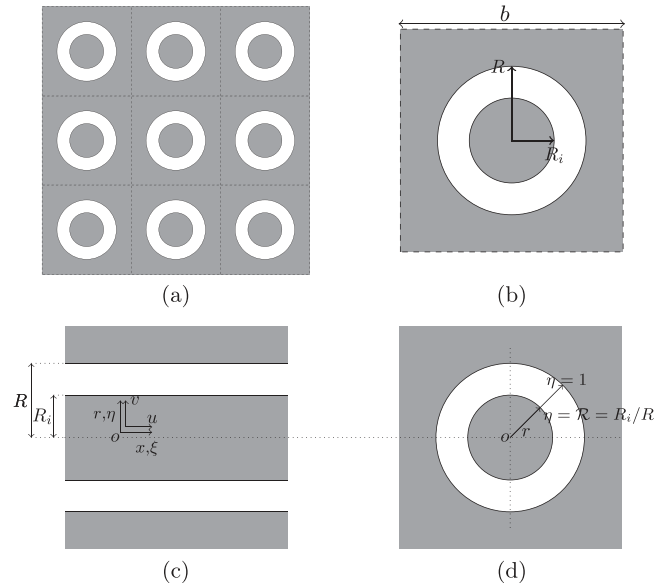 b
R
R_i
(a)
(b)
R
R_i
r,η
v
u
o
x,ξ
η = 1
η = 𝓡 = R_i/R
o
r
(c)
(d)